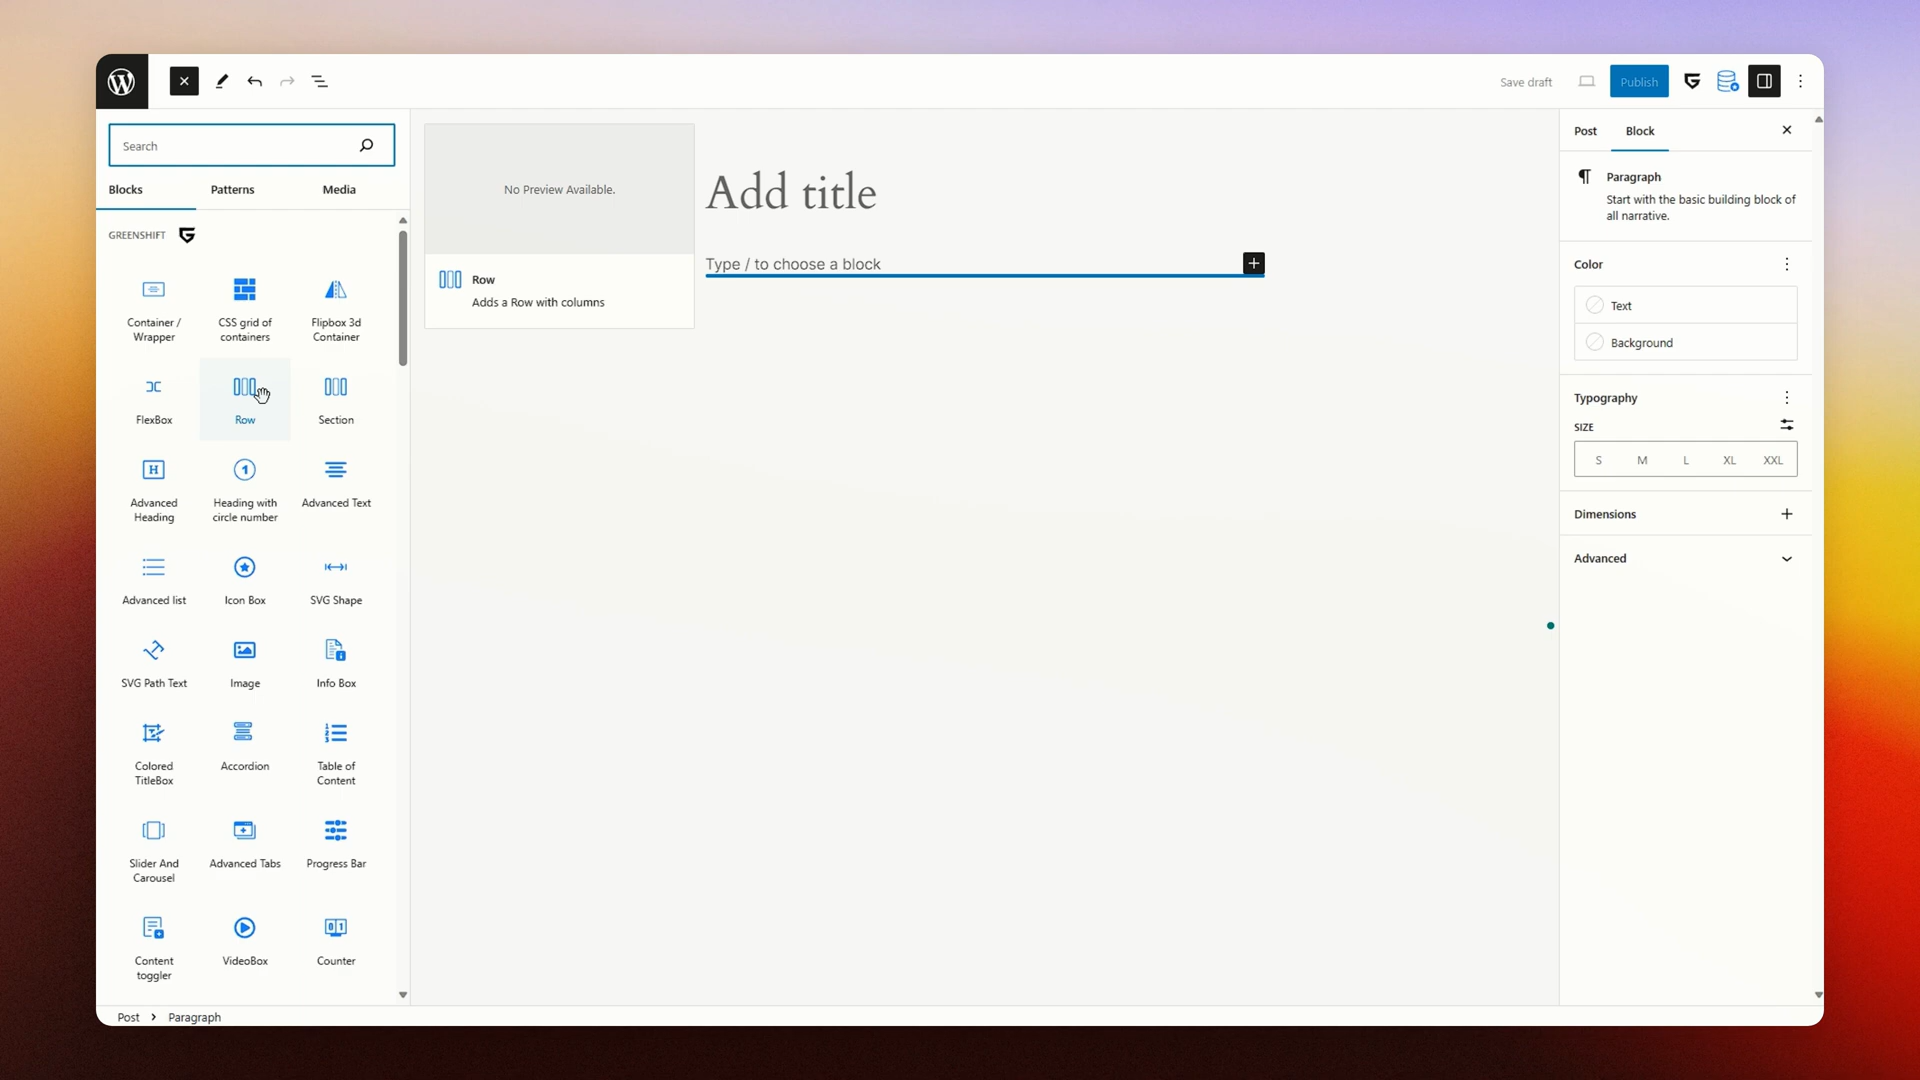 Save draft
Publish
Search
Blocks
Patterns
Media
GREENSHIFT
Container /
Wrapper
CSS grid of
containers
Flipbox 3d
Container
FlexBox
Row
Section
H
Advanced
Heading
1
Heading with
circle number
Advanced Text
Advanced list
Icon Box
SVG Shape
SVG Path Text
Image
Info Box
Colored
TitleBox
Accordion
Table of
Content
Slider And
Carousel
Advanced Tabs
Progress Bar
Content
toggler
VideoBox
0 1
Counter
No Preview Available.
Row
Adds a Row with columns
Add title
Type / to choose a block
Post
Block
Paragraph
Start with the basic building block of
all narrative.
Color
Text
Background
Typography
SIZE
S M L XL XXL
Dimensions
Advanced
Post > Paragraph